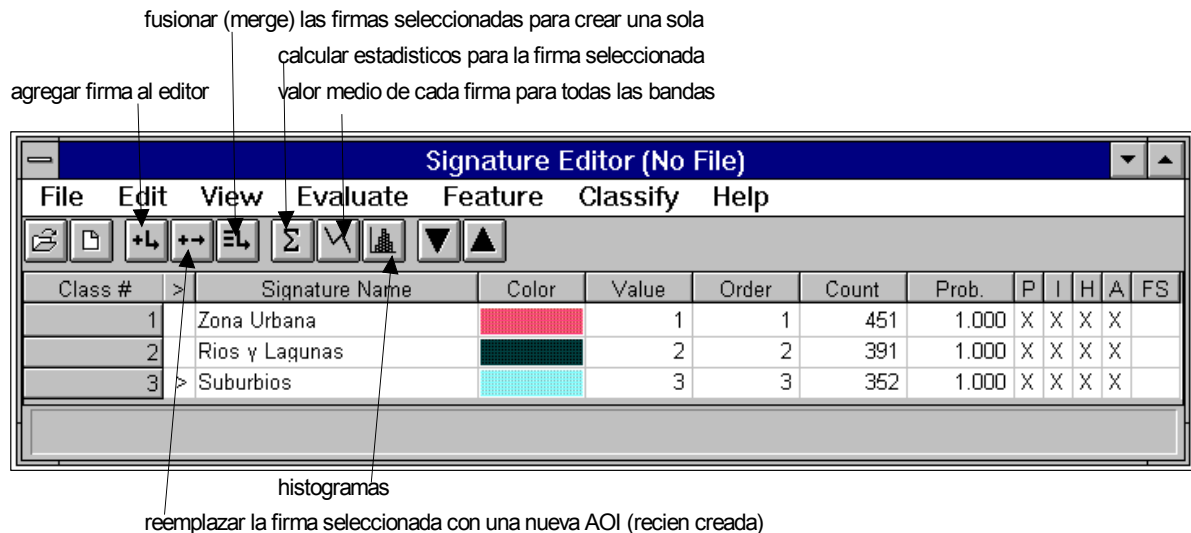 fusionar (merge) las firmas seleccionadas para crear una sola
calcular estadisticos para la firma seleccionada
agregar firma al editor valor medio de cada firma para todas las bandas
Signature Editor (No File)
File Edit View Evaluate Feature Classify Help
Σ
Class # > Signature Name Color Value Order Count Prob. P I H A FS
1 Zona Urbana 1 1 451 1.000 X X X X
2 Rios y Lagunas 2 2 391 1.000 X X X X
3 > Suburbios 3 3 352 1.000 X X X X
histogramas
reemplazar la firma seleccionada con una nueva AOI (recien creada)